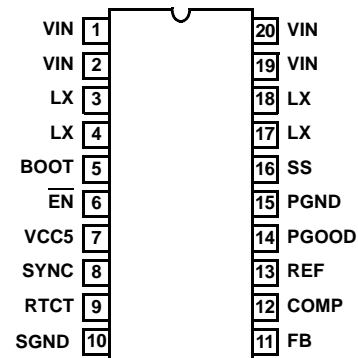 VIN 1 20 VIN
VIN 2 19 VIN
LX 3 18 LX
LX 4 17 LX
BOOT 5 16 SS
EN 6 15 PGND
VCC5 7 14 PGOOD
SYNC 8 13 REF
RTCT 9 12 COMP
SGND 10 11 FB